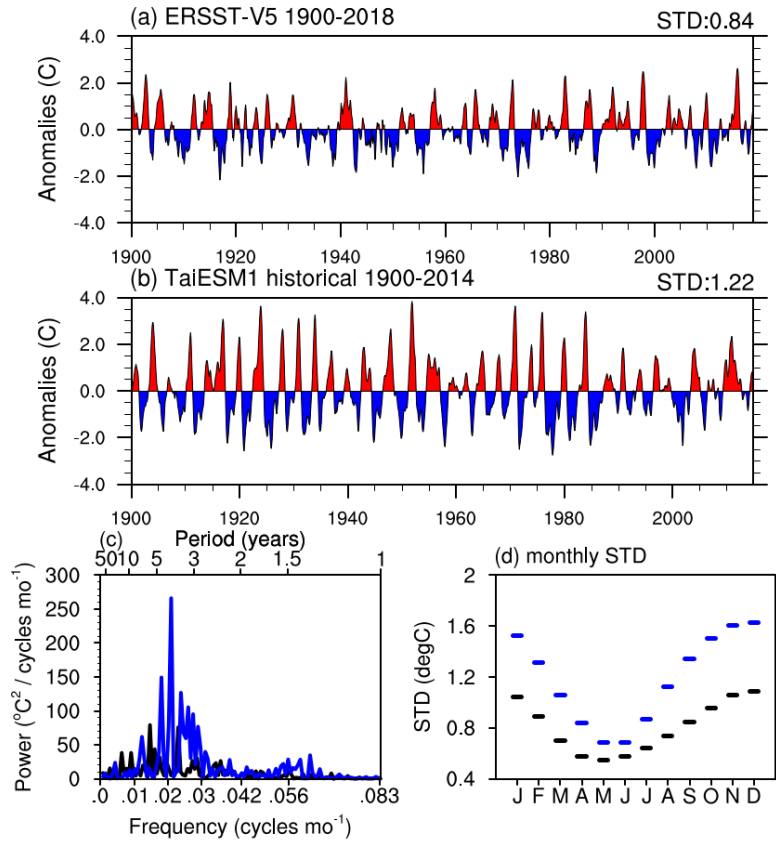 (a) ERSST-V5 1900-2018 STD:0.84
4.0
2.0
0.0
-2.0
-4.0
Anomalies (C)
1900 1920 1940 1960 1980 2000
(b) TaiESM1 historical 1900-2014 STD:1.22
4.0
2.0
0.0
-2.0
-4.0
Anomalies (C)
1900 1920 1940 1960 1980 2000
(c) Period (years)
50 10 5 3 2 1.5 1
300
250
200
150
100
50
0
Power (°C² / cycles mo⁻¹)
.0 .01 .02 .03 .042 .056 .083
Frequency (cycles mo⁻¹)
(d) monthly STD
2
1.6
1.2
0.8
0.4
STD (degC)
J F M A M J J A S O N D